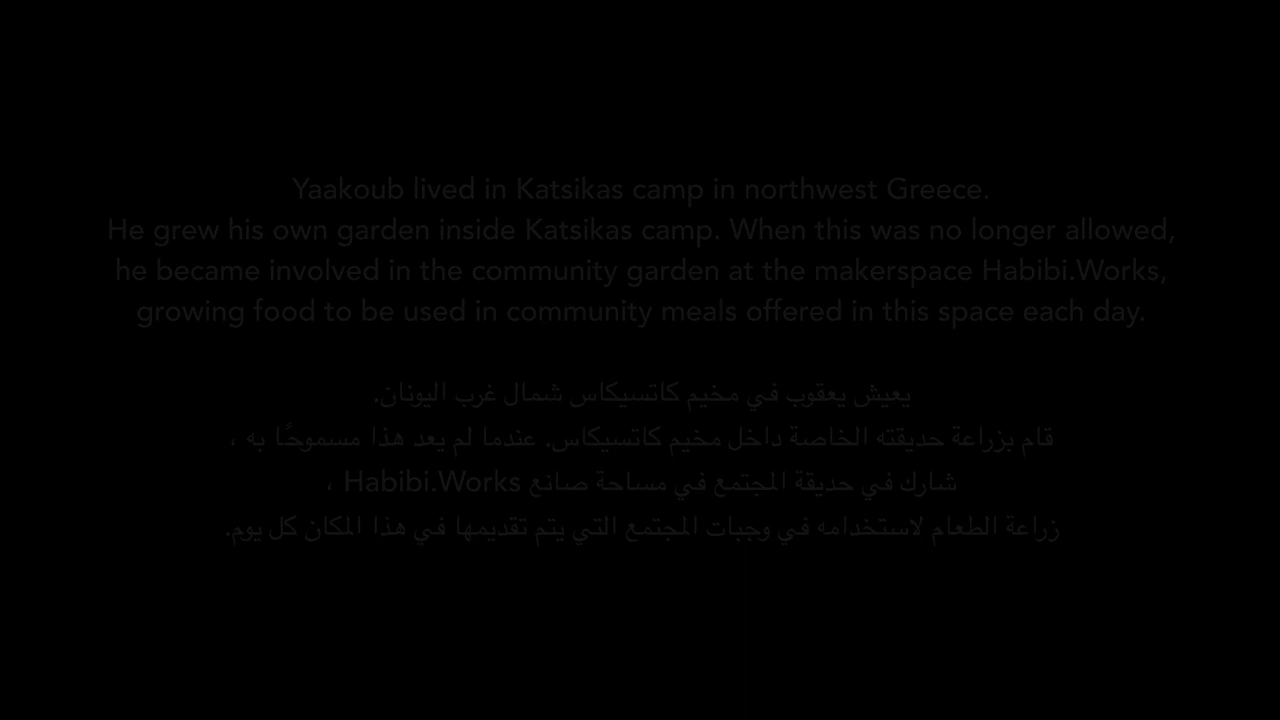 Yaakoub lived in Katsikas camp in northwest Greece.
He grew his own garden inside Katsikas camp. When this was no longer allowed,
he became involved in the community garden at the makerspace Habibi.Works,
growing food to be used in community meals offered in this space each day.
يعيش يعقوب في مخيم كاتسيكاس شمال غرب اليونان.
قام بزراعة حديقته الخاصة داخل مخيم كاتسيكاس. عندما لم يعد هذا مسموحًا به ،
شارك في حديقة المجتمع في مساحة صانع Habibi.Works ،
زراعة الطعام لاستخدامه في وجبات المجتمع التي يتم تقديمها في هذا المكان كل يوم.